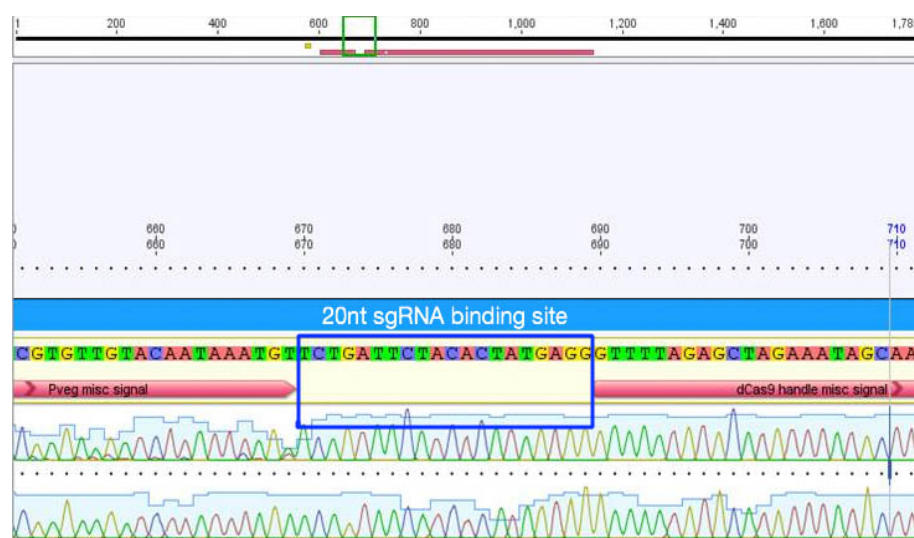 1 200 400 600 800 1,000 1,200 1,400 1,600 1,78
660 670 680 690 700 710
660 670 680 690 700 710
20nt sgRNA binding site
CGTGTTGTACAATAAATGTTCTGATTCTACACTATGAGGGTTTTAGAGCTAGAAATAGCAA
Pveg misc signal dCas9 handle misc signal